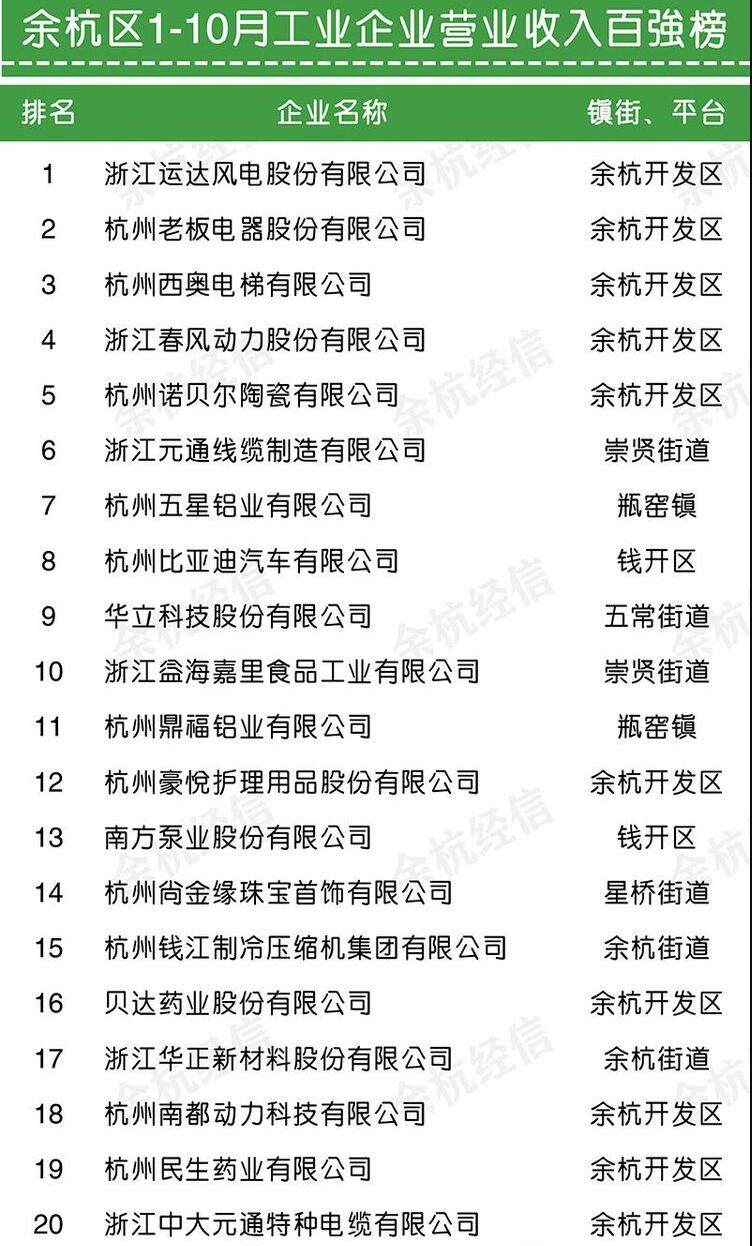 余杭区1-10月工业企业营业收入百强榜
排名 企业名称 镇街、平台
1 浙江运达风电股份有限公司 余杭开发区
2 杭州老板电器股份有限公司 余杭开发区
3 杭州西奥电梯有限公司 余杭开发区
4 浙江春风动力股份有限公司 余杭开发区
5 杭州诺贝尔陶瓷有限公司 余杭开发区
6 浙江元通线缆制造有限公司 崇贤街道
7 杭州五星铝业有限公司 瓶窑镇
8 杭州比亚迪汽车有限公司 钱开区
9 华立科技股份有限公司 五常街道
10 浙江益海嘉里食品工业有限公司 崇贤街道
11 杭州鼎福铝业有限公司 瓶窑镇
12 杭州豪悦护理用品股份有限公司 余杭开发区
13 南方泵业股份有限公司 钱开区
14 杭州尚金缘珠宝首饰有限公司 星桥街道
15 杭州钱江制冷压缩机集团有限公司 余杭街道
16 贝达药业股份有限公司 余杭开发区
17 浙江华正新材料股份有限公司 余杭街道
18 杭州南都动力科技有限公司 余杭开发区
19 杭州民生药业有限公司 余杭开发区
20 浙江中大元通特种电缆有限公司 余杭开发区
余杭经信